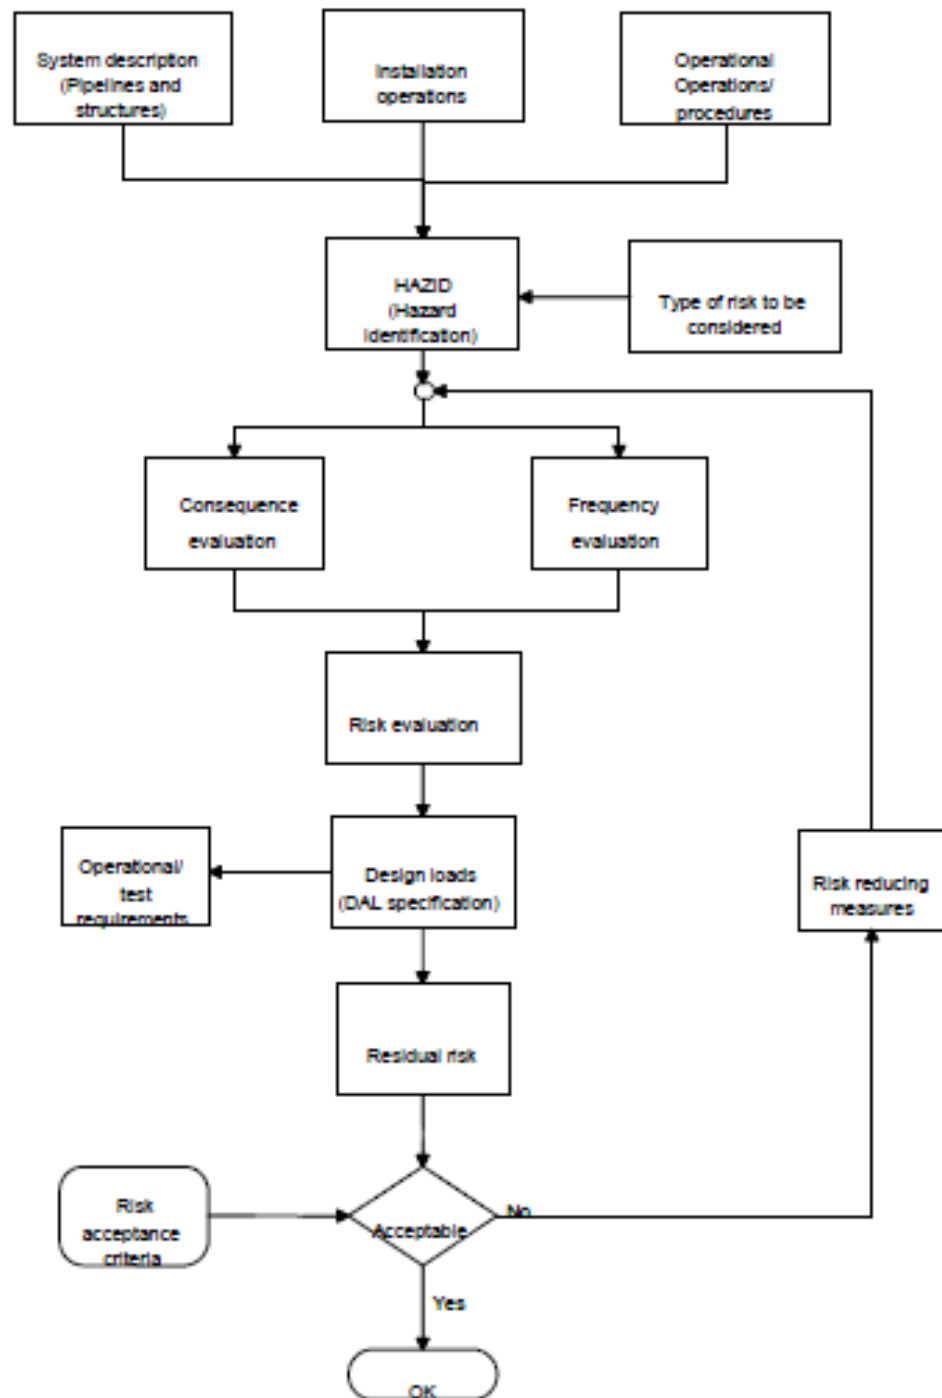 System description
(Pipelines and
structures)
Installation
operations
Operational
Operations/
procedures
HAZID
(Hazard
Identification)
Type of risk to be
considered
Consequence
evaluation
Frequency
evaluation
Risk evaluation
Operational/
test
requirements
Design loads
(DAL specification)
Risk reducing
measures
Residual risk
Risk
acceptance
criteria
Acceptable
No
Yes
OK